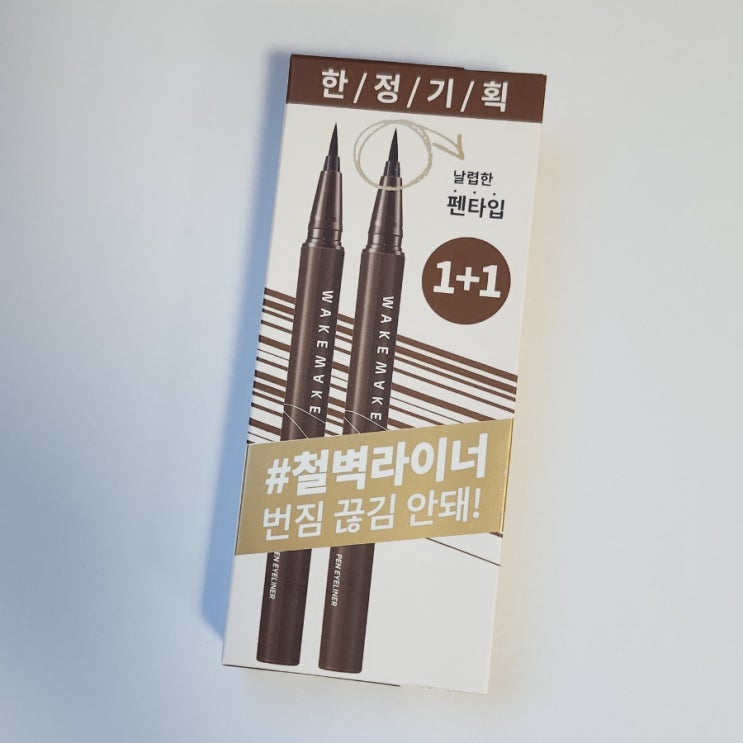 한/정/기/획
날렵한
펜타입
1+1
WAKEMAKE
WAKEMAKE
#철벽라이너
번짐 끊김 안돼!
PEN EYELINER
PEN EYELINER